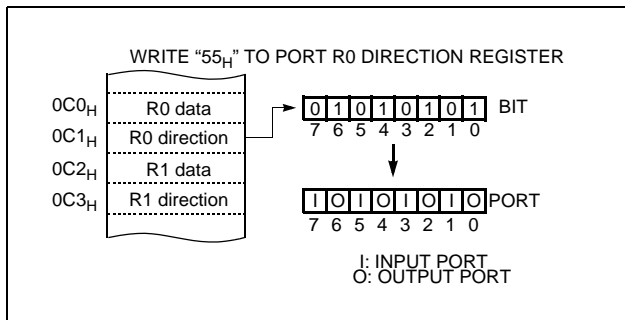 WRITE “55H” TO PORT R0 DIRECTION REGISTER
0C0H R0 data
0C1H R0 direction
0C2H R1 data
0C3H R1 direction
0 1 0 1 0 1 0 1 BIT
7 6 5 4 3 2 1 0
I O I O I O I O PORT
7 6 5 4 3 2 1 0
I: INPUT PORT
O: OUTPUT PORT